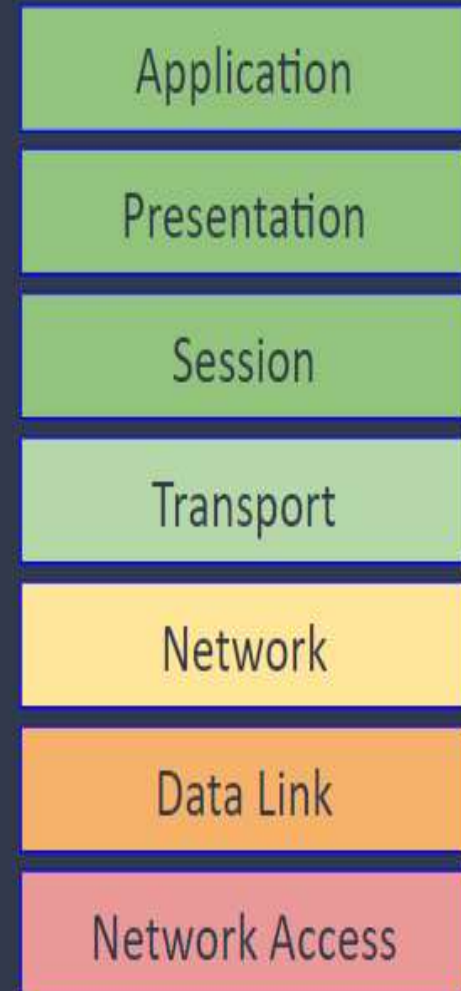 Application
Presentation
Session
Transport
Network
Data Link
Network Access